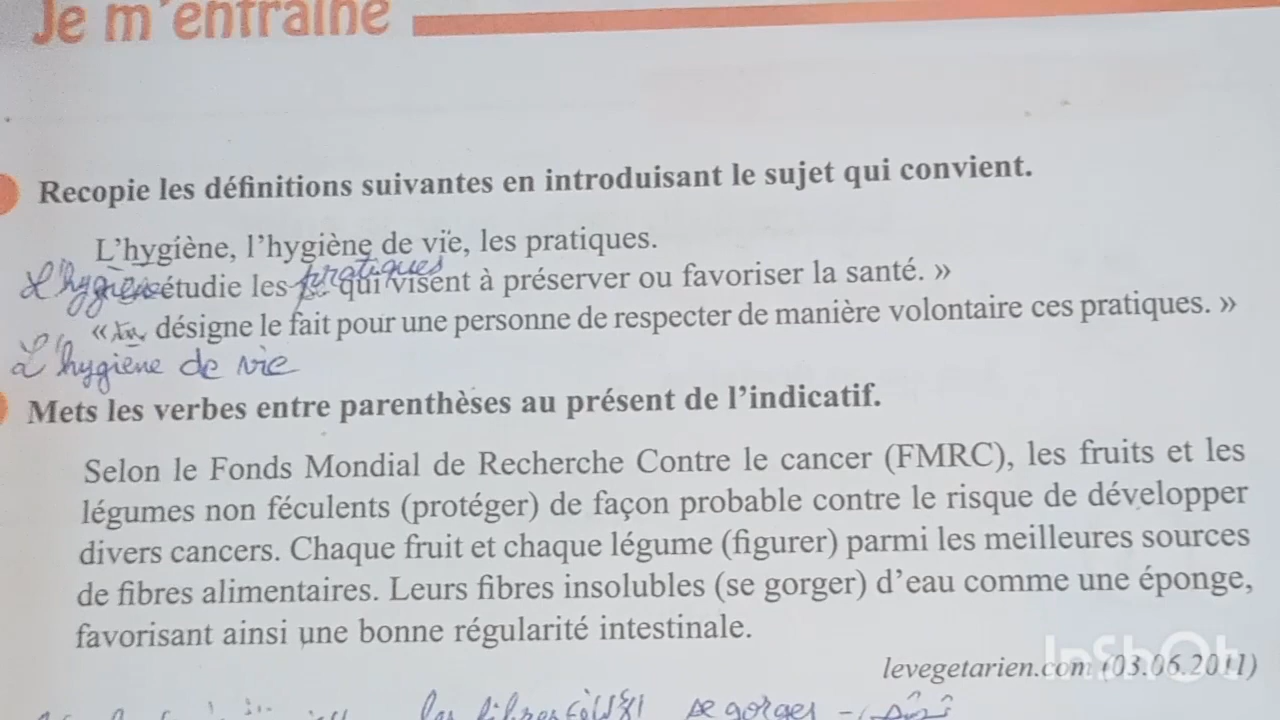 Je m'entraîne
Recopie les définitions suivantes en introduisant le sujet qui convient.
L'hygiène, l'hygiène de vie, les pratiques.
L'hygiène étudie les pratiques qui visent à préserver ou favoriser la santé. »
« désigne le fait pour une personne de respecter de manière volontaire ces pratiques. »
L'hygiène de vie
Mets les verbes entre parenthèses au présent de l'indicatif.
Selon le Fonds Mondial de Recherche Contre le cancer (FMRC), les fruits et les
légumes non féculents (protéger) de façon probable contre le risque de développer
divers cancers. Chaque fruit et chaque légume (figurer) parmi les meilleures sources
de fibres alimentaires. Leurs fibres insolubles (se gorger) d'eau comme une éponge,
favorisant ainsi une bonne régularité intestinale.
InShOt
levegetarien.com (03.06.2011)
les fibres se gorges